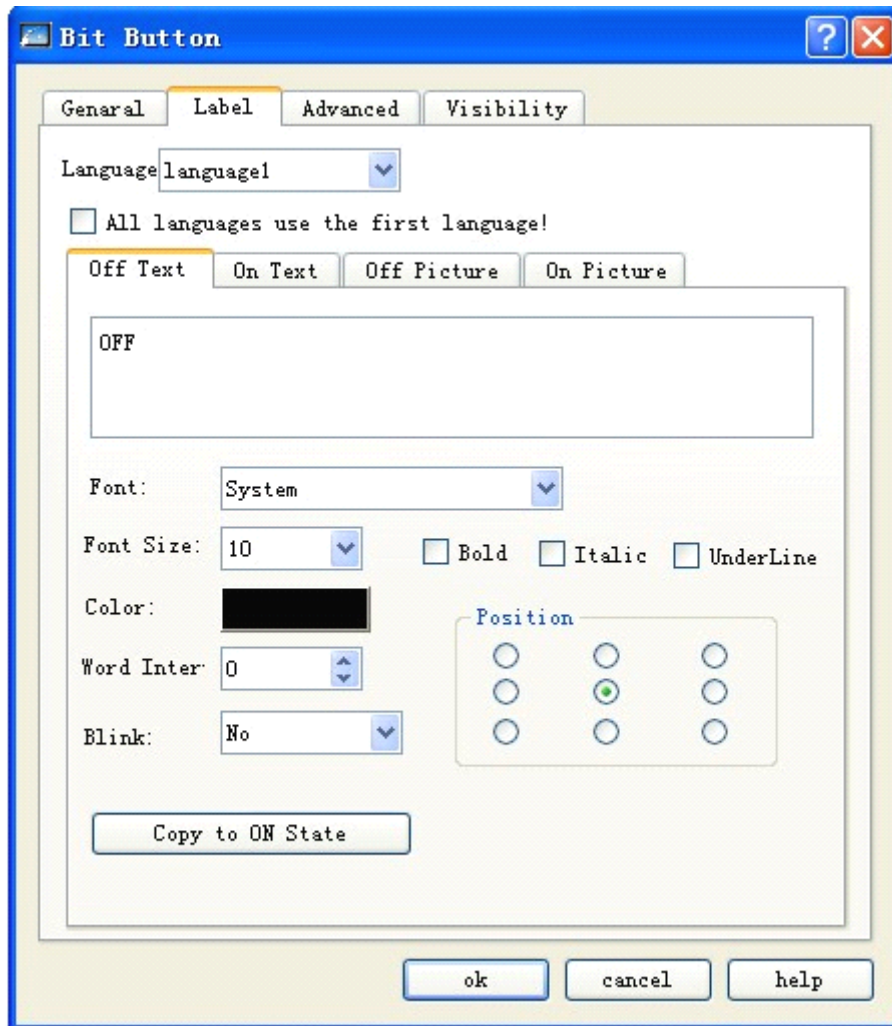 Bit Button
Genaral Label Advanced Visibility
Language language1
All languages use the first language!
Off Text On Text Off Picture On Picture
OFF
Font: System
Font Size: 10 Bold Italic UnderLine
Color:
Position
Word Inter 0
Blink: No
Copy to ON State
ok cancel help